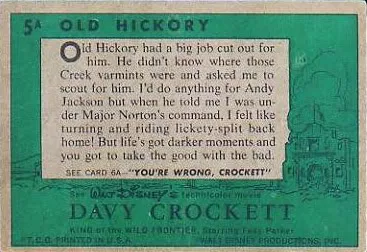 5A OLD HICKORY
Old Hickory had a big job cut out for
him. He didn't know where those
Creek varmints were and asked me to
scout for him. I'd do anything for Andy
Jackson but when he told me I was un-
der Major Norton's command, I felt like
turning and riding lickety-split back
home! But life's got darker moments and
you got to take the good with the bad.
SEE CARD 6A—"YOU'RE WRONG, CROCKETT"
See WALT DISNEY'S technicolor movie
DAVY CROCKETT
KING OF THE WILD FRONTIER, Starring Fess Parker
T.C.G. PRINTED IN U.S.A. ©WALT DISNEY PRODUCTIONS, INC.